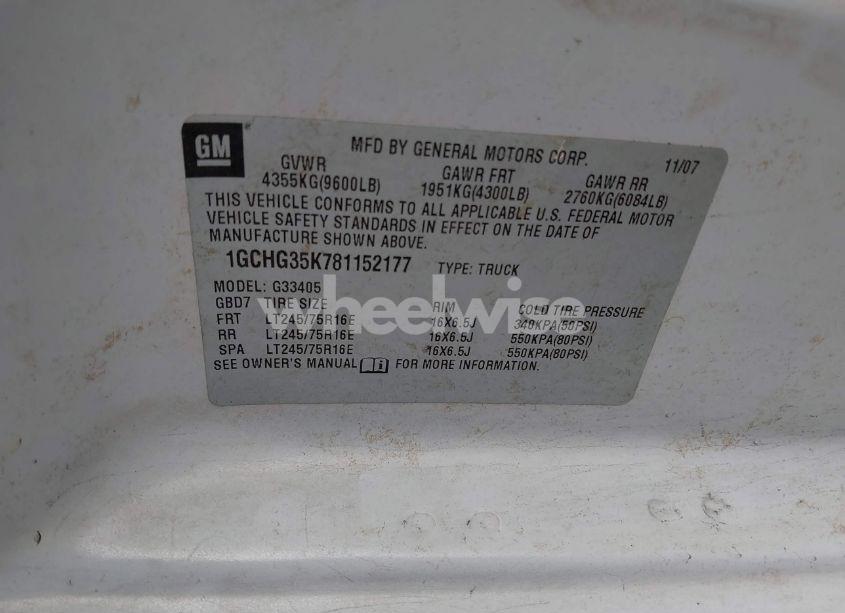 GM
MFD BY GENERAL MOTORS CORP. 11/07
GVWR GAWR FRT GAWR RR
4355KG(9600LB) 1951KG(4300LB) 2760KG(6084LB)
THIS VEHICLE CONFORMS TO ALL APPLICABLE U.S. FEDERAL MOTOR
VEHICLE SAFETY STANDARDS IN EFFECT ON THE DATE OF
MANUFACTURE SHOWN ABOVE.
1GCHG35K781152177 TYPE: TRUCK
MODEL: G33405
GBD7 TIRE SIZE RIM COLD TIRE PRESSURE
FRT LT245/75R16E 16X6.5J 340KPA(50PSI)
RR LT245/75R16E 16X6.5J 550KPA(80PSI)
SPA LT245/75R16E 16X6.5J 550KPA(80PSI)
SEE OWNER'S MANUAL FOR MORE INFORMATION.
wheelwise